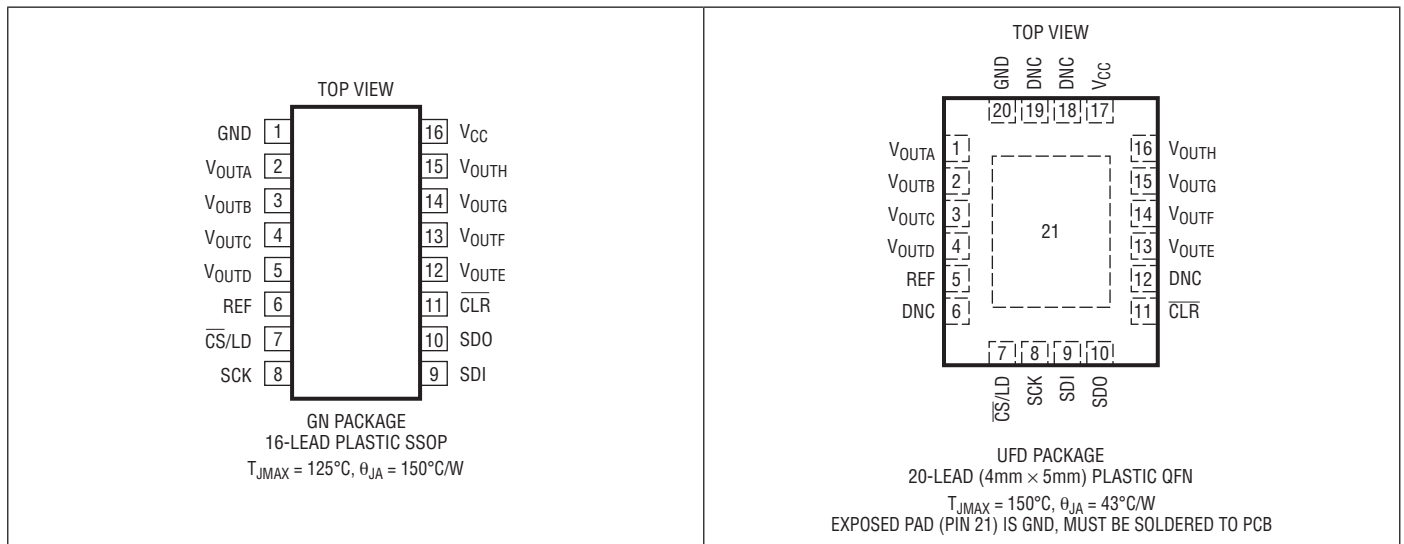 TOP VIEW
GND 1
VOUTA 2
VOUTB 3
VOUTC 4
VOUTD 5
REF 6
C̅S̅/LD 7
SCK 8
16 VCC
15 VOUTH
14 VOUTG
13 VOUTF
12 VOUTE
11 C̅L̅R̅
10 SDO
9 SDI
GN PACKAGE
16-LEAD PLASTIC SSOP
TJMAX = 125°C, θJA = 150°C/W
TOP VIEW
GND DNC DNC VCC
20 19 18 17
VOUTA 1
VOUTB 2
VOUTC 3
VOUTD 4
REF 5
DNC 6
21
16 VOUTH
15 VOUTG
14 VOUTF
13 VOUTE
12 DNC
11 C̅L̅R̅
7 8 9 10
C̅S̅/LD SCK SDI SDO
UFD PACKAGE
20-LEAD (4mm × 5mm) PLASTIC QFN
TJMAX = 150°C, θJA = 43°C/W
EXPOSED PAD (PIN 21) IS GND, MUST BE SOLDERED TO PCB